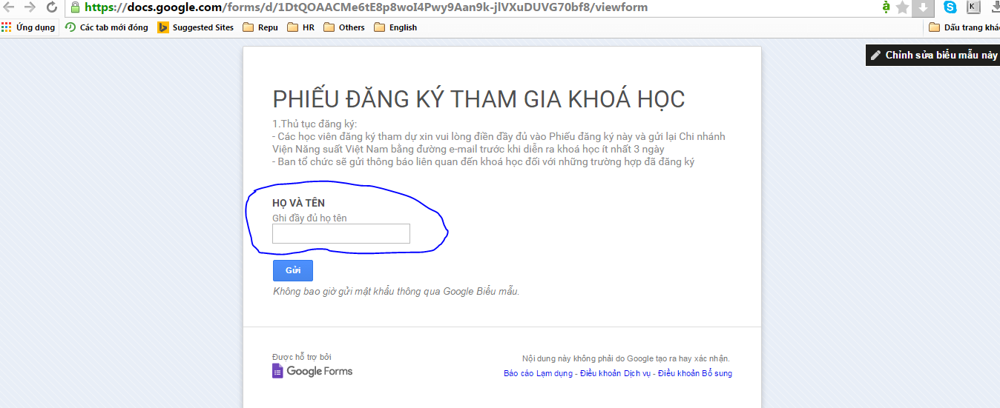 https://docs.google.com/forms/d/1DtQOAACMe6tE8p8woI4Pwy9Aan9k-jlVXuDUVG70bf8/viewform
Ứng dụng Các tab mới đóng Suggested Sites Repu HR Others English Dấu trang khác
Chỉnh sửa biểu mẫu này
PHIẾU ĐĂNG KÝ THAM GIA KHOÁ HỌC
1.Thủ tục đăng ký:
- Các học viên đăng ký tham dự xin vui lòng điền đầy đủ vào Phiếu đăng ký này và gửi lại Chi nhánh
Viện Năng suất Việt Nam bằng đường e-mail trước khi diễn ra khoá học ít nhất 3 ngày
- Ban tổ chức sẽ gửi thông báo liên quan đến khoá học đối với những trường hợp đã đăng ký
HỌ VÀ TÊN
Ghi đầy đủ họ tên
Gửi
Không bao giờ gửi mật khẩu thông qua Google Biểu mẫu.
Được hỗ trợ bởi
Google Forms
Nội dung này không phải do Google tạo ra hay xác nhận.
Báo cáo Lạm dụng - Điều khoản Dịch vụ - Điều khoản Bổ sung